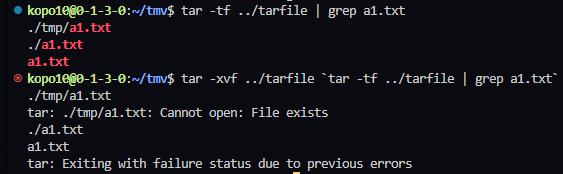 kopo10@0-1-3-0:~/tmv$ tar -tf ../tarfile | grep a1.txt
./tmp/a1.txt
./a1.txt
a1.txt
kopo10@0-1-3-0:~/tmv$ tar -xvf ../tarfile `tar -tf ../tarfile | grep a1.txt`
./tmp/a1.txt
tar: ./tmp/a1.txt: Cannot open: File exists
./a1.txt
a1.txt
tar: Exiting with failure status due to previous errors